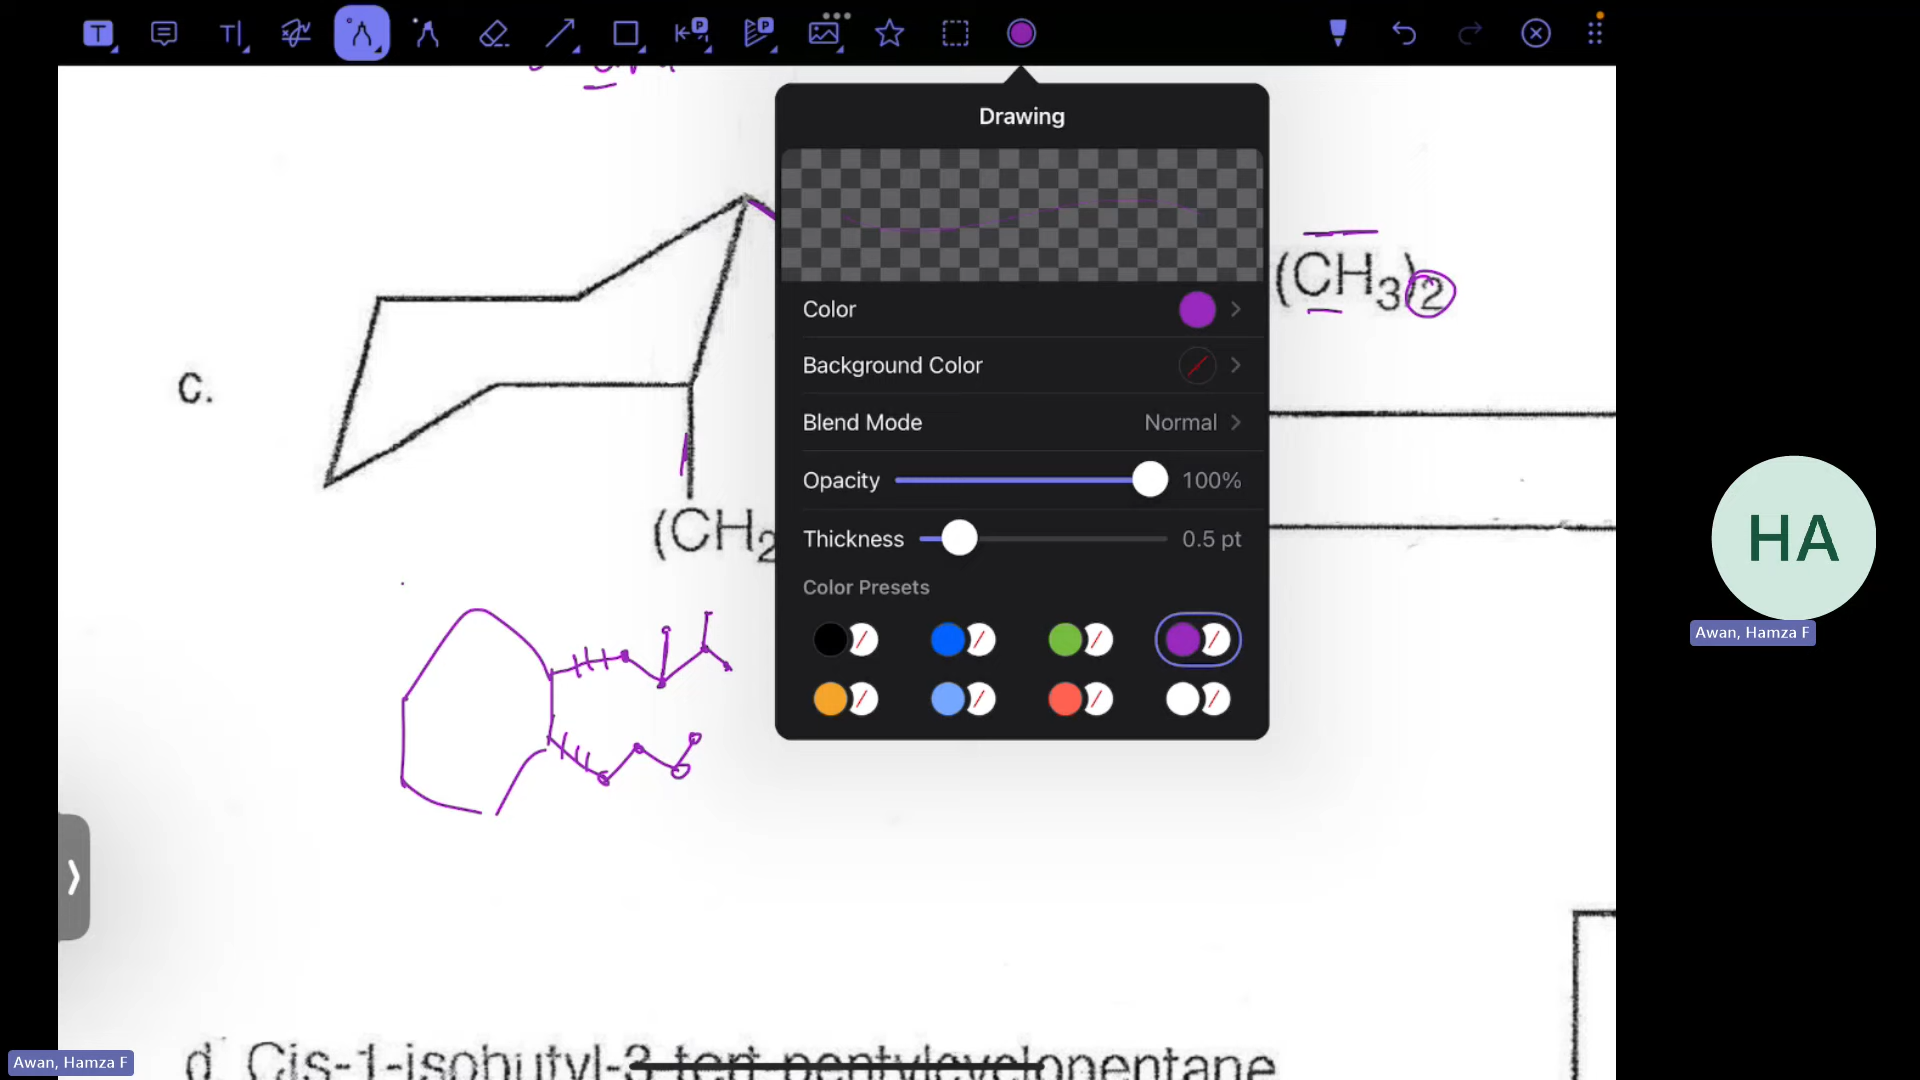 Drawing
Color
(CH3)2
Background Color
c.
Blend Mode
Normal
Opacity
100%
(CH2
Thickness
0.5 pt
HA
Color Presets
Awan, Hamza F
d. Cis-1-isobutyl-3-tert-pentylcyclopentane
Awan, Hamza F